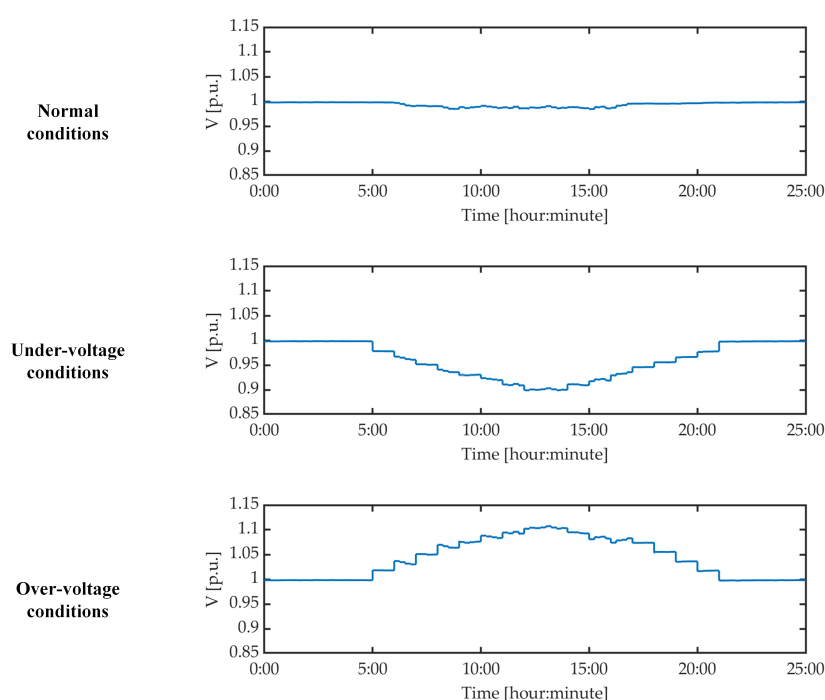 Normal
conditions
1.15
1.1
1.05
1
0.95
0.9
0.85
V [p.u.]
0:00 5:00 10:00 15:00 20:00 25:00
Time [hour:minute]
Under-voltage
conditions
1.15
1.1
1.05
1
0.95
0.9
0.85
V [p.u.]
0:00 5:00 10:00 15:00 20:00 25:00
Time [hour:minute]
Over-voltage
conditions
1.15
1.1
1.05
1
0.95
0.9
0.85
V [p.u.]
0:00 5:00 10:00 15:00 20:00 25:00
Time [hour:minute]